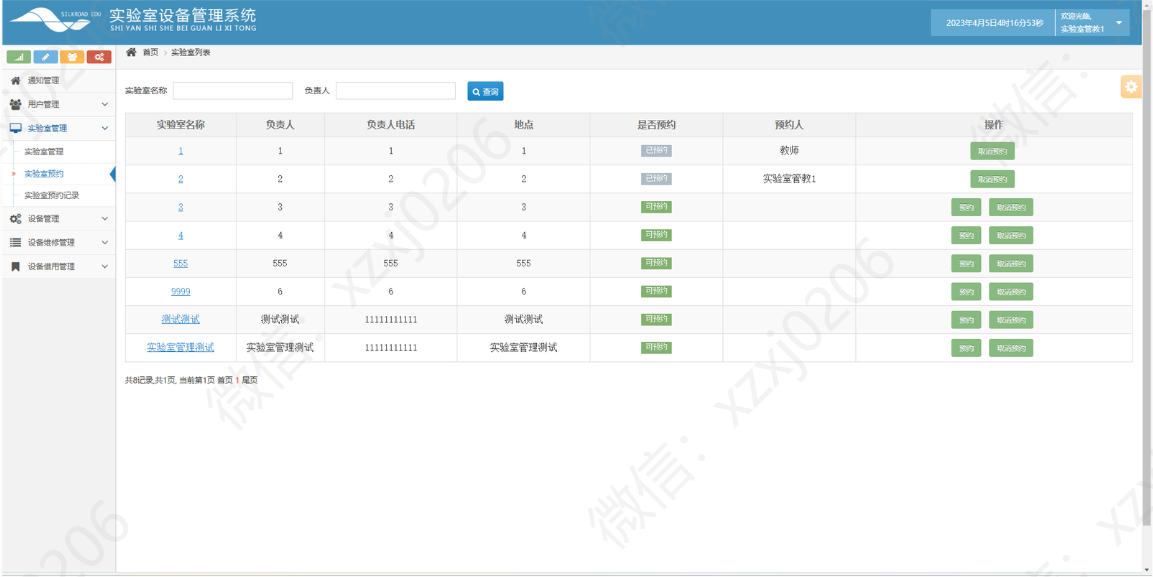 SILKROAD EDU
实验室设备管理系统
SHI YAN SHI SHE BEI GUAN LI XI TONG
2023年4月5日4时16分53秒
欢迎光临,
实验室管教1
首页 > 实验室列表
通知管理
用户管理
实验室管理
实验室管理
实验室预约
实验室预约记录
设备管理
设备维修管理
设备借用管理
实验室名称 负责人 查询
实验室名称 负责人 负责人电话 地点 是否预约 预约人 操作
1 1 1 1 已预约 教师 取消预约
2 2 2 2 已预约 实验室管教1 取消预约
3 3 3 3 可预约 预约 取消预约
4 4 4 4 可预约 预约 取消预约
555 555 555 555 可预约 预约 取消预约
9999 6 6 6 可预约 预约 取消预约
测试测试 测试测试 11111111111 测试测试 可预约 预约 取消预约
实验室管理测试 实验室管理测试 11111111111 实验室管理测试 可预约 预约 取消预约
共8记录,共1页, 当前第1页 首页 1 尾页
微信: xzxj0206